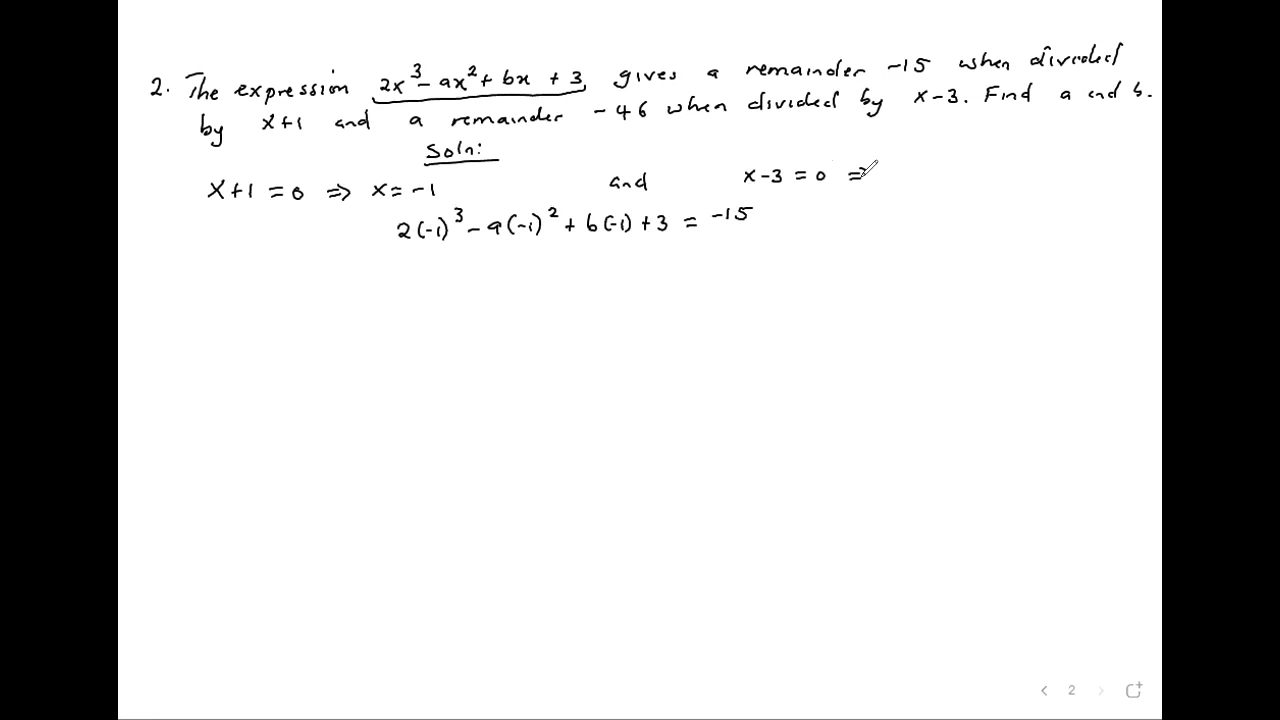 2. The expression 2x³ - ax² + bx + 3 gives a remainder -15 when divided
by x+1 and a remainder -46 when divided by x-3. Find a and b.
Soln:
x+1 = 0 ⇒ x = -1 and x-3 = 0 ⇒
2(-1)³ - a(-1)² + b(-1) + 3 = -15
2